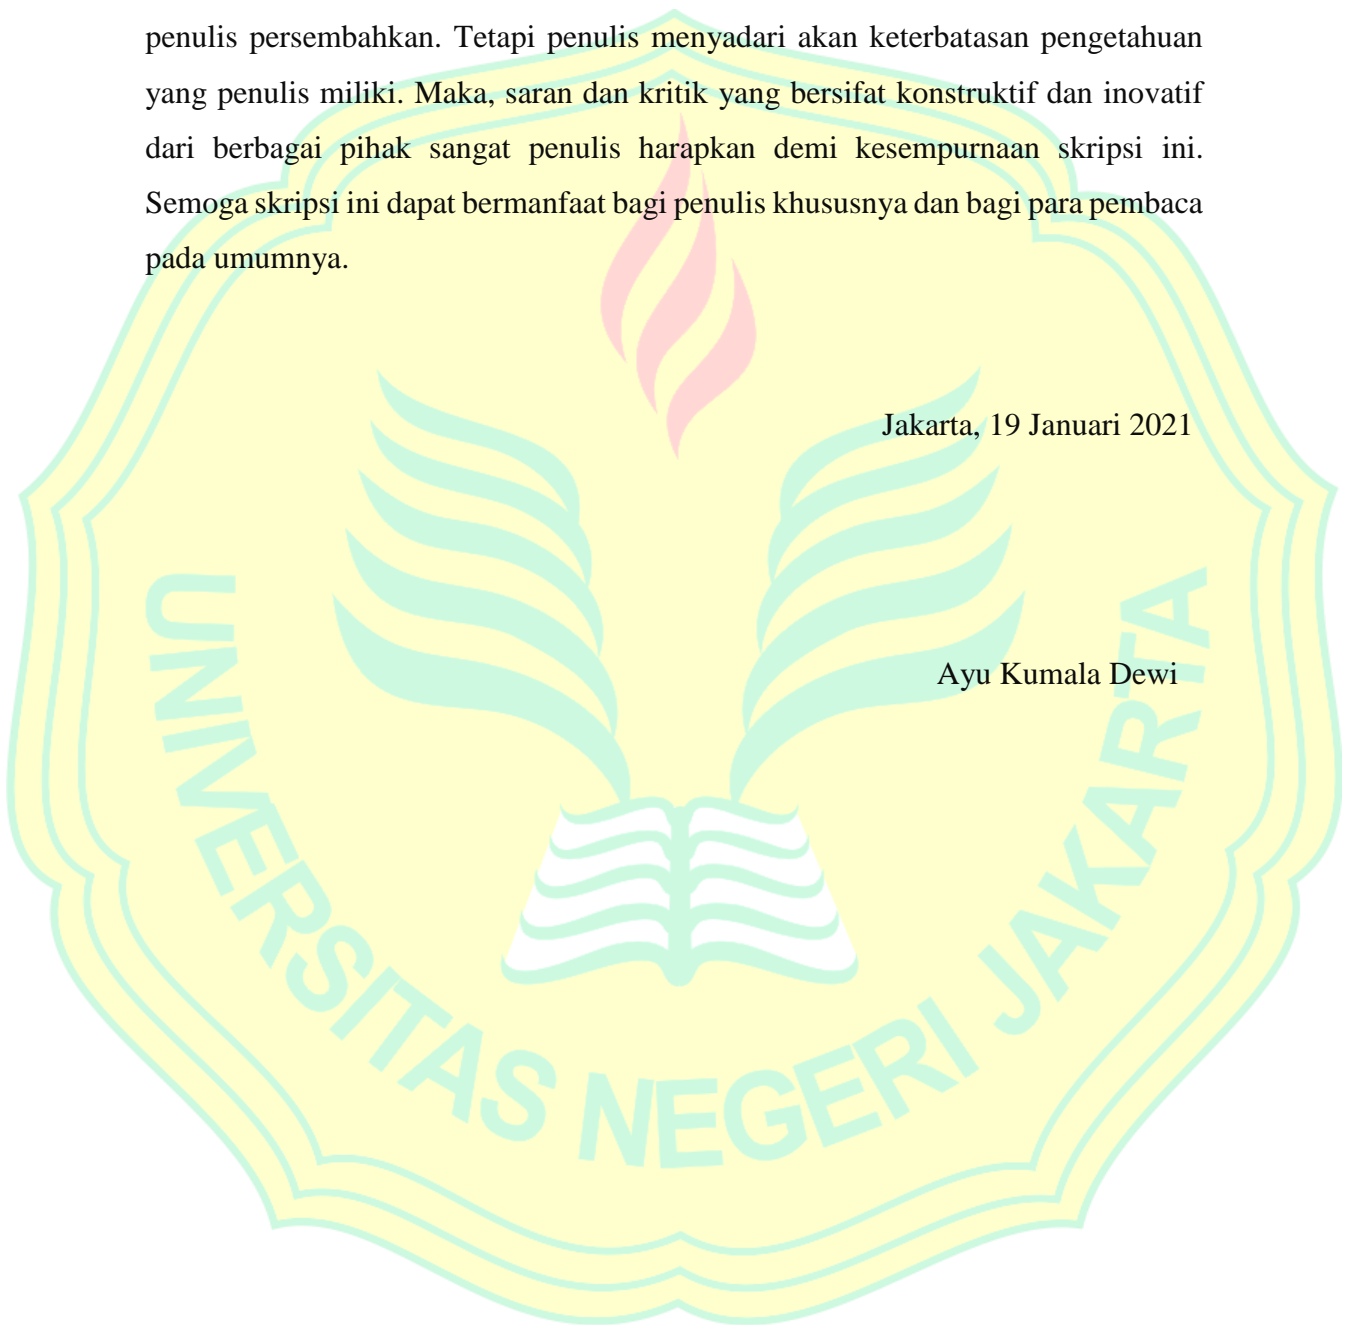 penulis persembahkan. Tetapi penulis menyadari akan keterbatasan pengetahuan
yang penulis miliki. Maka, saran dan kritik yang bersifat konstruktif dan inovatif
dari berbagai pihak sangat penulis harapkan demi kesempurnaan skripsi ini.
Semoga skripsi ini dapat bermanfaat bagi penulis khususnya dan bagi para pembaca
pada umumnya.
Jakarta, 19 Januari 2021
Ayu Kumala Dewi
UNIVERSITAS NEGERI JAKARTA